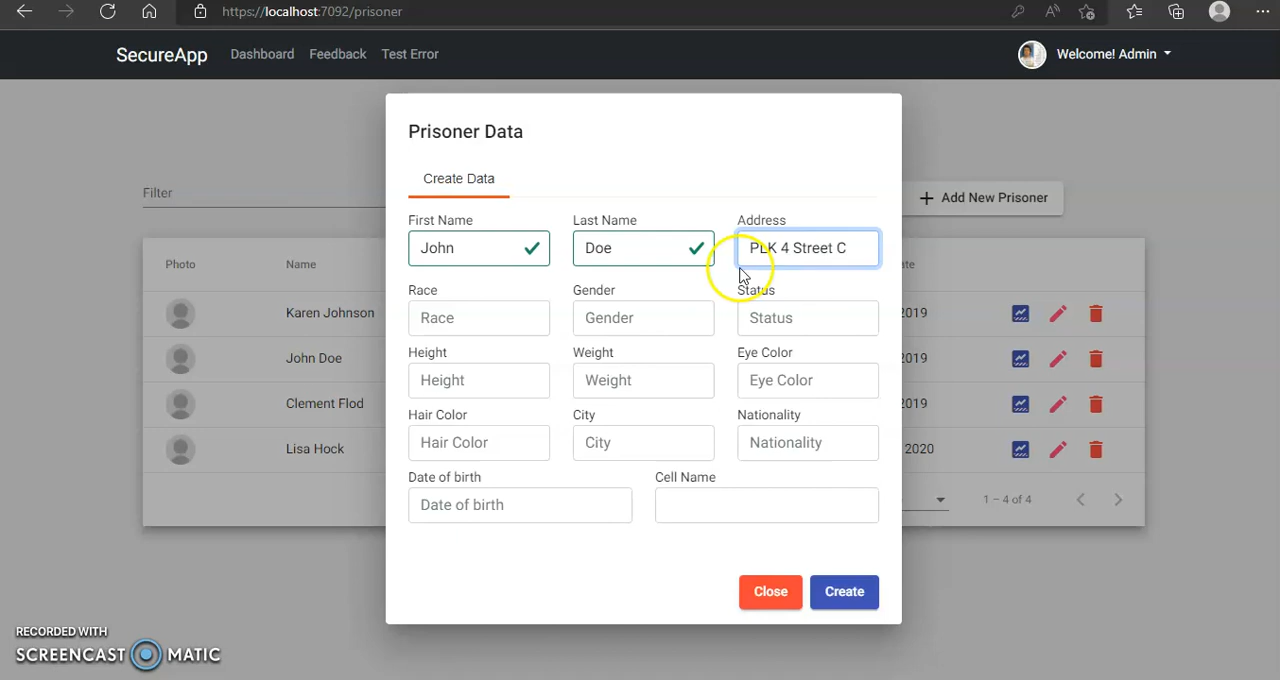 https://localhost:7092/prisoner
SecureApp Dashboard Feedback Test Error Welcome! Admin
Prisoner Data
Create Data
Filter
Add New Prisoner
First Name Last Name Address
John Doe PLK 4 Street C
Photo Name
Race Gender Status
Race Gender Status
Karen Johnson 2019
Height Weight Eye Color
John Doe 2019
Height Weight Eye Color
Clement Flod 2019
Hair Color City Nationality
Hair Color City Nationality
Lisa Hock 2020
Date of birth Cell Name
Date of birth
1 – 4 of 4
Close Create
RECORDED WITH
SCREENCAST MATIC